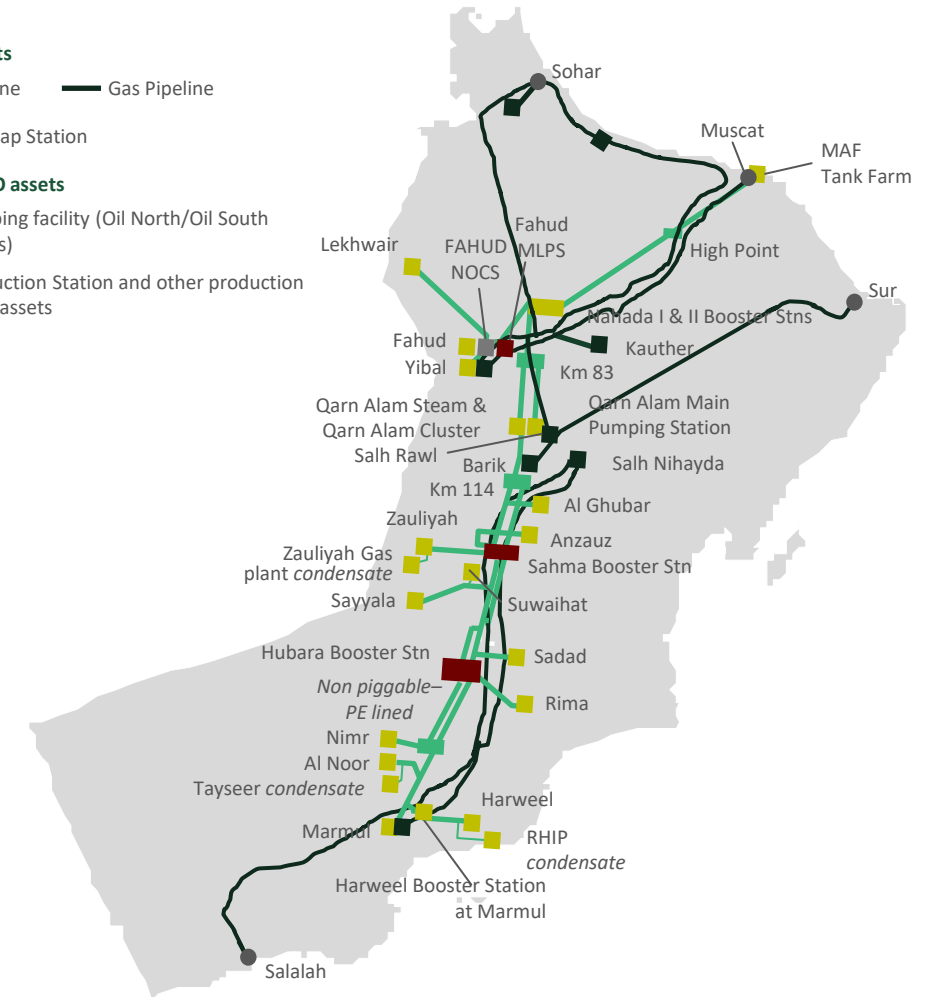 ts
ne
Gas Pipeline
ap Station
O assets
ing facility (Oil North/Oil South
s)
uction Station and other production
assets
Sohar
Muscat
MAF
Tank Farm
High Point
Fahud
MLPS
FAHUD
NOCS
Lekhwair
Sur
Nahada I & II Booster Stns
Kauther
Fahud
Yibal
Km 83
Qarn Alam Steam &
Qarn Alam Cluster
Qarn Alam Main
Pumping Station
Salh Rawl
Barik
Salh Nihayda
Km 114
Al Ghubar
Zauliyah
Anzauz
Zauliyah Gas
plant condensate
Sahma Booster Stn
Sayyala
Suwaihat
Hubara Booster Stn
Sadad
Non piggable–
PE lined
Rima
Nimr
Al Noor
Tayseer condensate
Harweel
Marmul
RHIP
condensate
Harweel Booster Station
at Marmul
Salalah